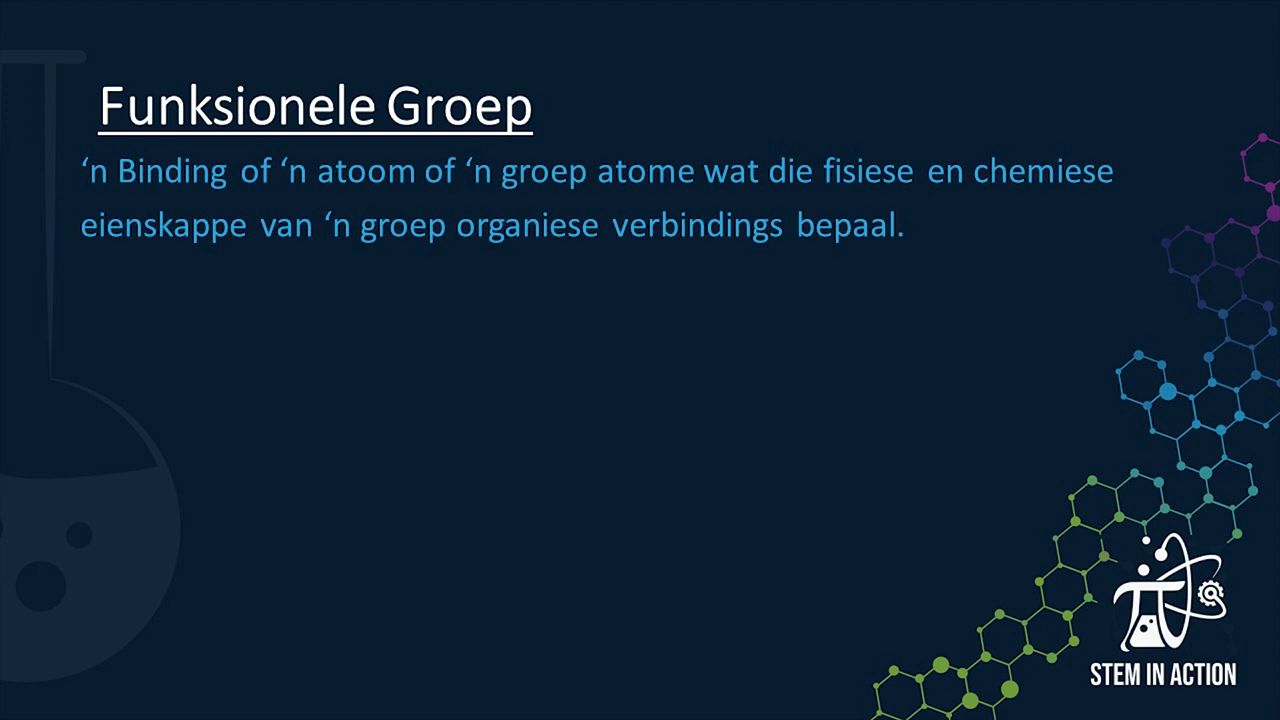 Funksionele Groep
‘n Binding of ‘n atoom of ‘n groep atome wat die fisiese en chemiese
eienskappe van ‘n groep organiese verbindings bepaal.
STEM IN ACTION